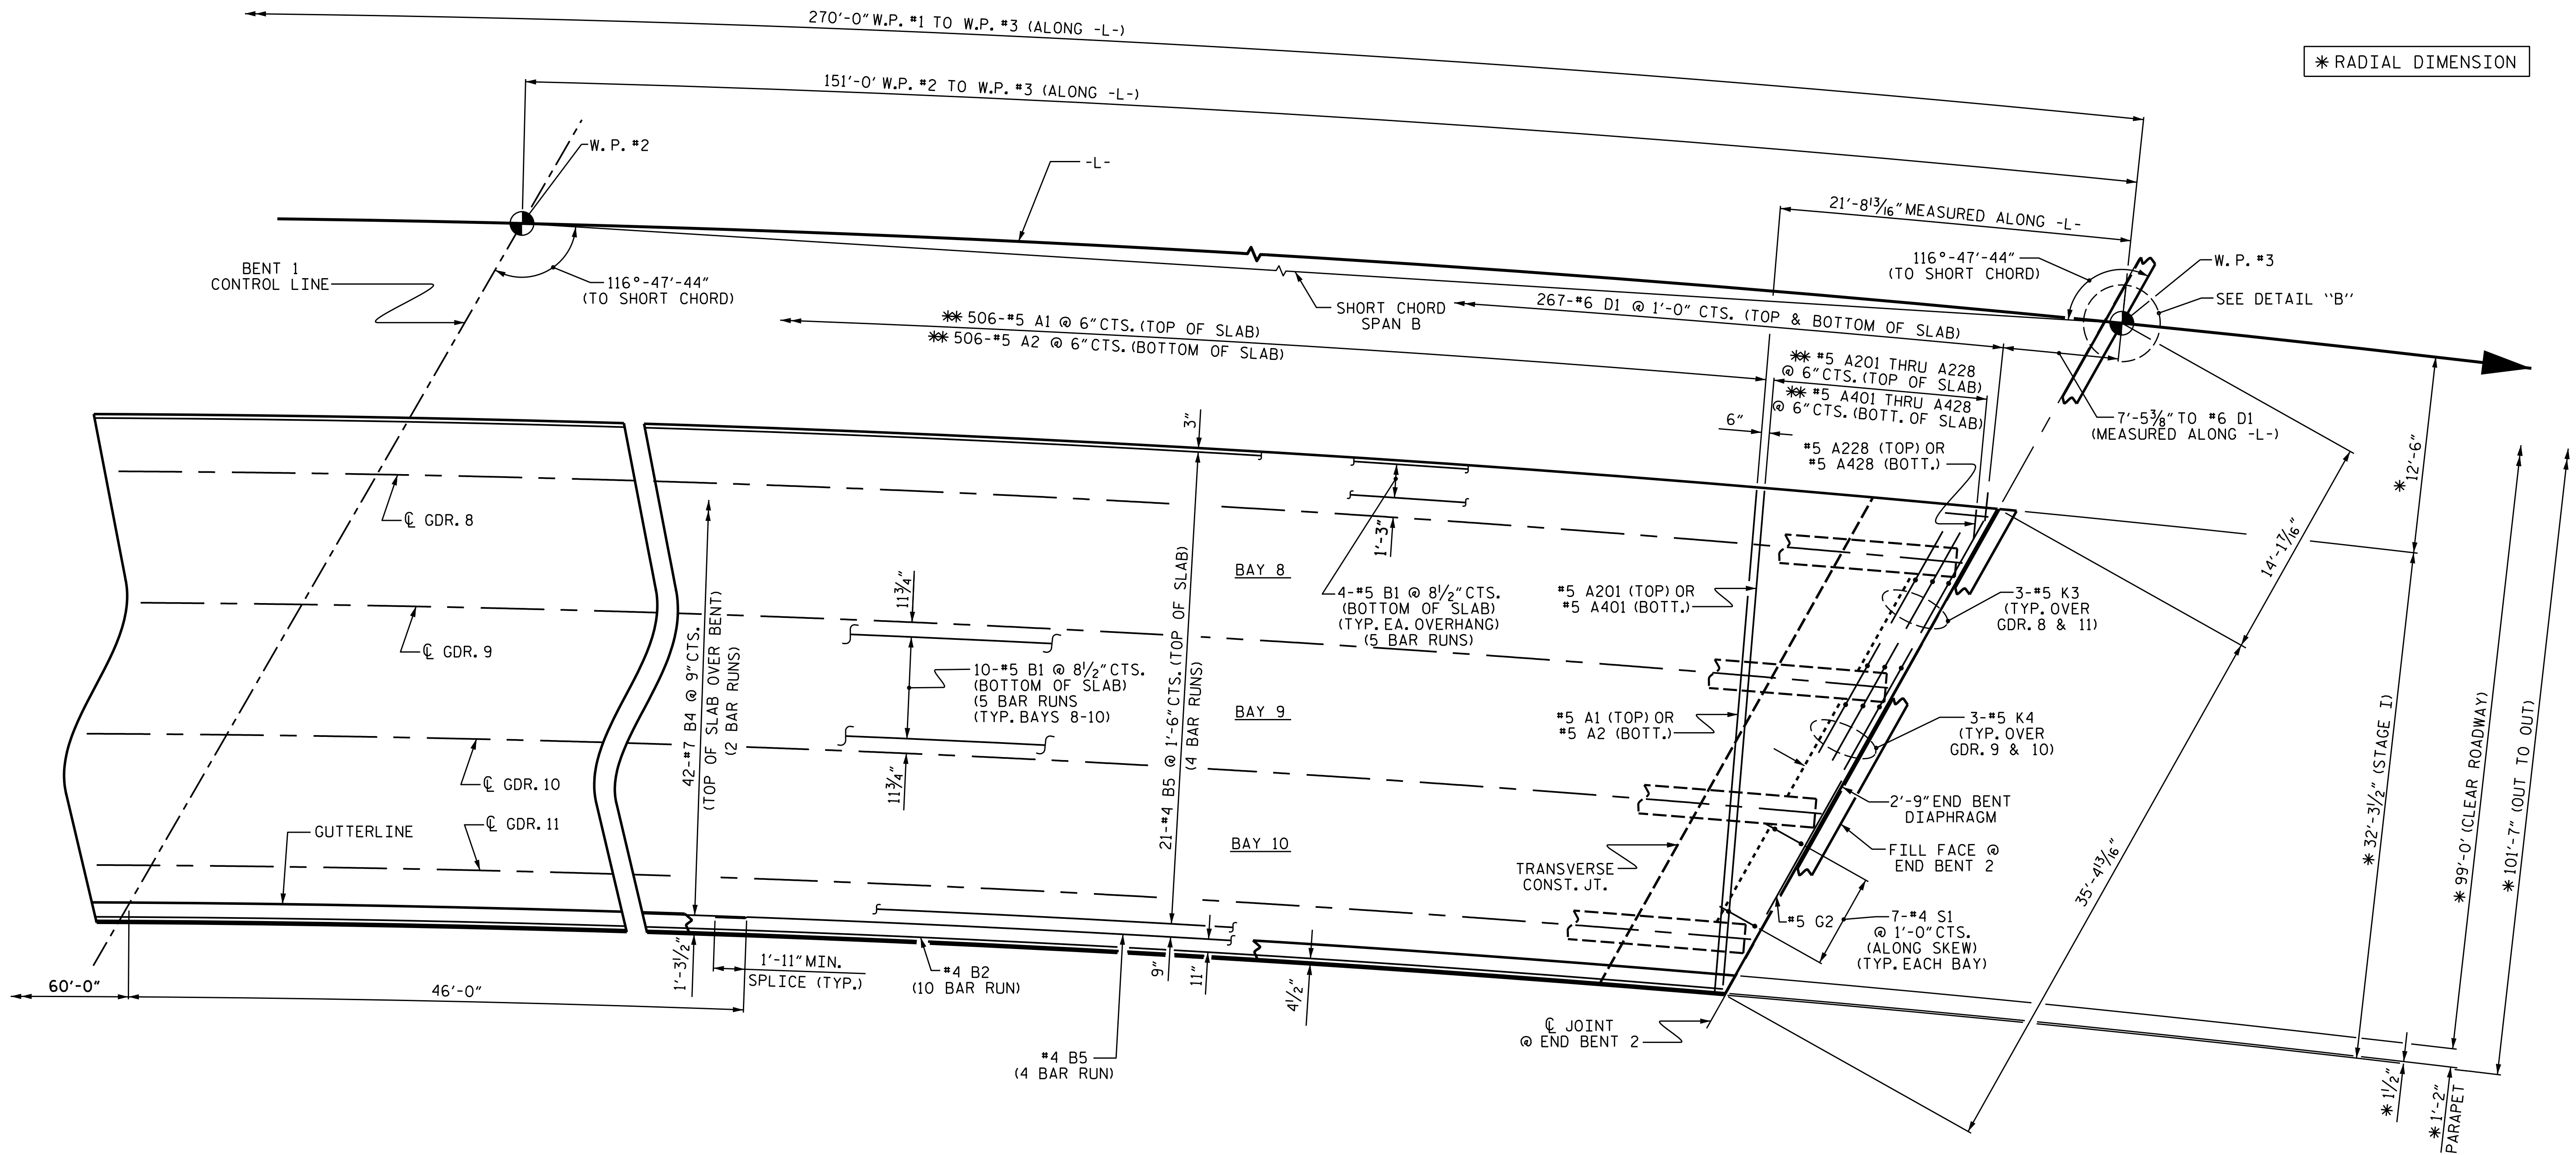 270'-0" W.P. #1 TO W.P. #3 (ALONG -L-)
✳ RADIAL DIMENSION
151'-0' W.P. #2 TO W.P. #3 (ALONG -L-)
W.P. #2
-L-
21'-8 13/16" MEASURED ALONG -L-
BENT 1
CONTROL LINE
116°-47'-44"
(TO SHORT CHORD)
116°-47'-44"
(TO SHORT CHORD)
W.P. #3
SEE DETAIL "B"
SHORT CHORD
SPAN B
267-#6 D1 @ 1'-0" CTS. (TOP & BOTTOM OF SLAB)
✳✳ 506-#5 A1 @ 6" CTS. (TOP OF SLAB)
✳✳ 506-#5 A2 @ 6" CTS. (BOTTOM OF SLAB)
✳✳ #5 A201 THRU A228
@ 6" CTS. (TOP OF SLAB)
✳✳ #5 A401 THRU A428
@ 6" CTS. (BOTT. OF SLAB)
7'-5 3/8" TO #6 D1
(MEASURED ALONG -L-)
3"
6"
#5 A228 (TOP) OR
#5 A428 (BOTT.)
✳ 12'-6"
℄ GDR. 8
1'-3"
14'-1 7/16"
BAY 8
11 3/4"
4-#5 B1 @ 8 1/2" CTS.
(BOTTOM OF SLAB)
(TYP. EA. OVERHANG)
(5 BAR RUNS)
#5 A201 (TOP) OR
#5 A401 (BOTT.)
3-#5 K3
(TYP. OVER
GDR. 8 & 11)
℄ GDR. 9
42-#7 B4 @ 9" CTS.
(TOP OF SLAB OVER BENT)
(2 BAR RUNS)
10-#5 B1 @ 8 1/2" CTS.
(BOTTOM OF SLAB)
(5 BAR RUNS
(TYP. BAYS 8-10)
21-#4 B5 @ 1'-6" CTS. (TOP OF SLAB)
(4 BAR RUNS)
BAY 9
#5 A1 (TOP) OR
#5 A2 (BOTT.)
3-#5 K4
(TYP. OVER
GDR. 9 & 10)
✳ 32'-3 1/2" (STAGE I)
✳ 99'-0" (CLEAR ROADWAY)
✳ 101'-7" (OUT TO OUT)
℄ GDR. 10
11 3/4"
2'-9" END BENT
DIAPHRAGM
℄ GDR. 11
GUTTERLINE
BAY 10
TRANSVERSE
CONST. JT.
FILL FACE @
END BENT 2
35'-4 13/16"
#5 G2
7-#4 S1
@ 1'-0" CTS.
(ALONG SKEW)
(TYP. EACH BAY)
60'-0"
46'-0"
1'-3 1/2"
1'-11" MIN.
SPLICE (TYP.)
#4 B2
(10 BAR RUN)
9"
11"
4 1/2"
℄ JOINT
@ END BENT 2
#4 B5
(4 BAR RUN)
✳ 1 1/2"
✳ 1'-2"
PARAPET